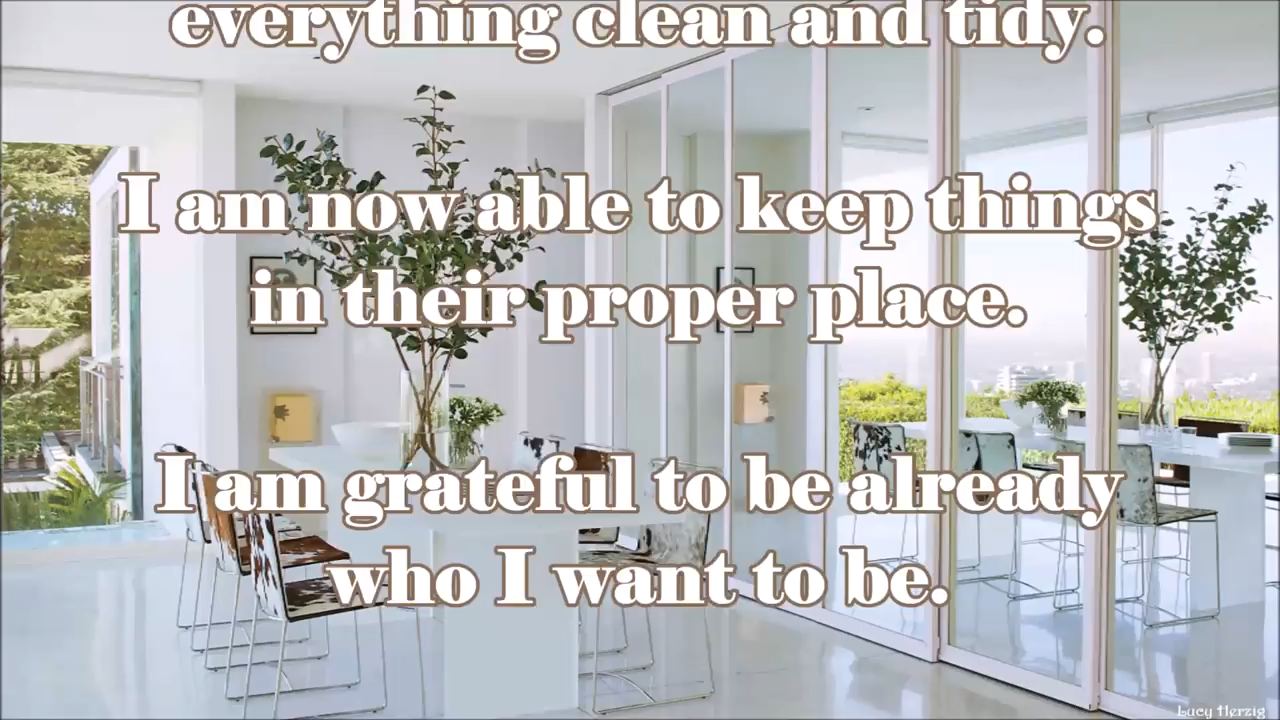 everything clean and tidy.
I am now able to keep things
in their proper place.
I am grateful to be already
who I want to be.
Lucy Herzig